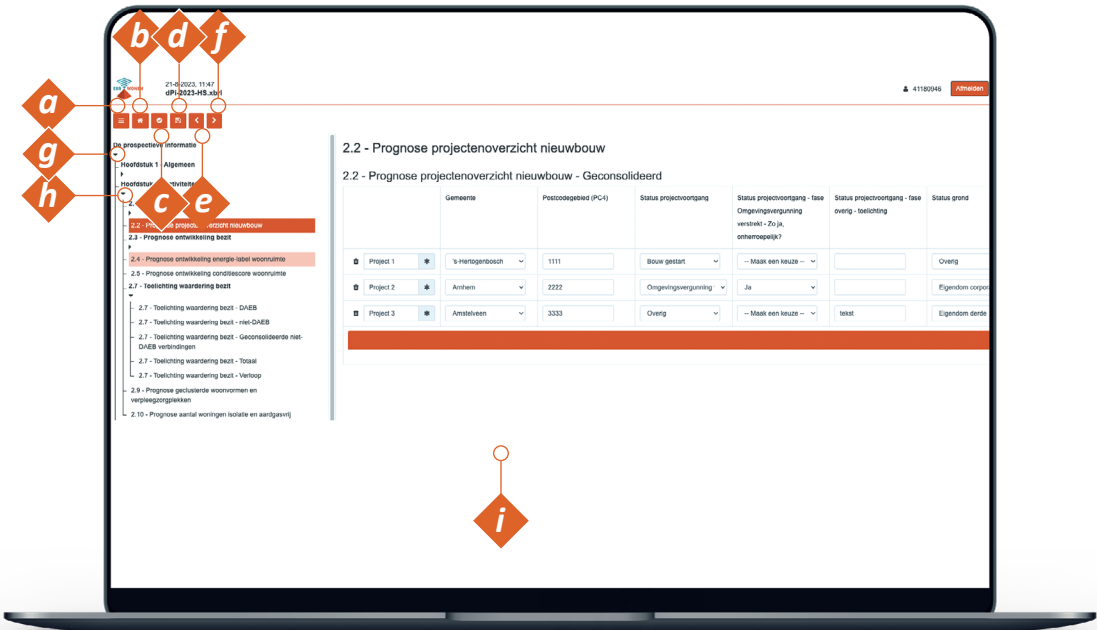 b d f
21-8-2023, 11:47
dPi-2023-HS.xbrl
41180946 Afmelden
a
g
h
c e
De prospectieve informatie
Hoofdstuk 1 - Algemeen
2.2 - Prognose nieuwbouw
2.3 - Prognose ontwikkeling bezit
2.4 - Prognose ontwikkeling energie-label woonruimte
2.5 - Prognose ontwikkeling conditiescore woonruimte
2.7 - Toelichting waardering bezit
2.7 - Toelichting waardering bezit - DAEB
2.7 - Toelichting waardering bezit - niet-DAEB
2.7 - Toelichting waardering bezit - Geconsolideerde niet-
DAEB verbindingen
2.7 - Toelichting waardering bezit - Totaal
2.7 - Toelichting waardering bezit - Verloop
2.9 - Prognose geclusterde woonvormen en
verpleegzorgplekken
2.10 - Prognose aantal woningen isolatie en aardgasvrij
2.2 - Prognose projectenoverzicht nieuwbouw
2.2 - Prognose projectenoverzicht nieuwbouw - Geconsolideerd
Gemeente
Postcodegebied (PC4)
Status projectvoortgang
Status projectvoortgang - fase
Omgevingsvergunning
verstrekt - Zo ja,
onherroepelijk?
Status projectvoortgang - fase
overig - toelichting
Status grond
Project 1 's-Hertogenbosch 1111 Bouw gestart -- Maak een keuze -- Overig
Project 2 Arnhem 2222 Omgevingsvergunning Ja Eigendom
Project 3 Amstelveen 3333 Overig -- Maak een keuze -- tekst Eigendom derde
i